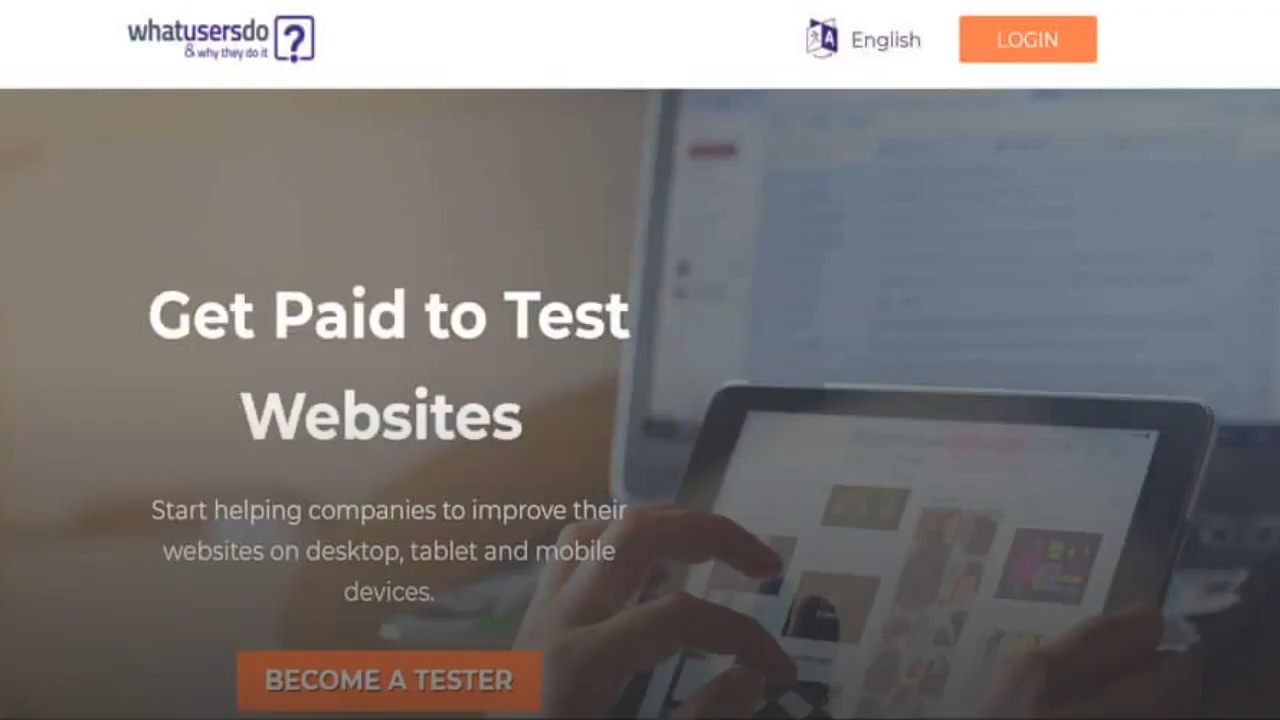 whatusersdo
& why they do it
English
LOGIN
Get Paid to Test
Websites
Start helping companies to improve their
websites on desktop, tablet and mobile
devices.
BECOME A TESTER